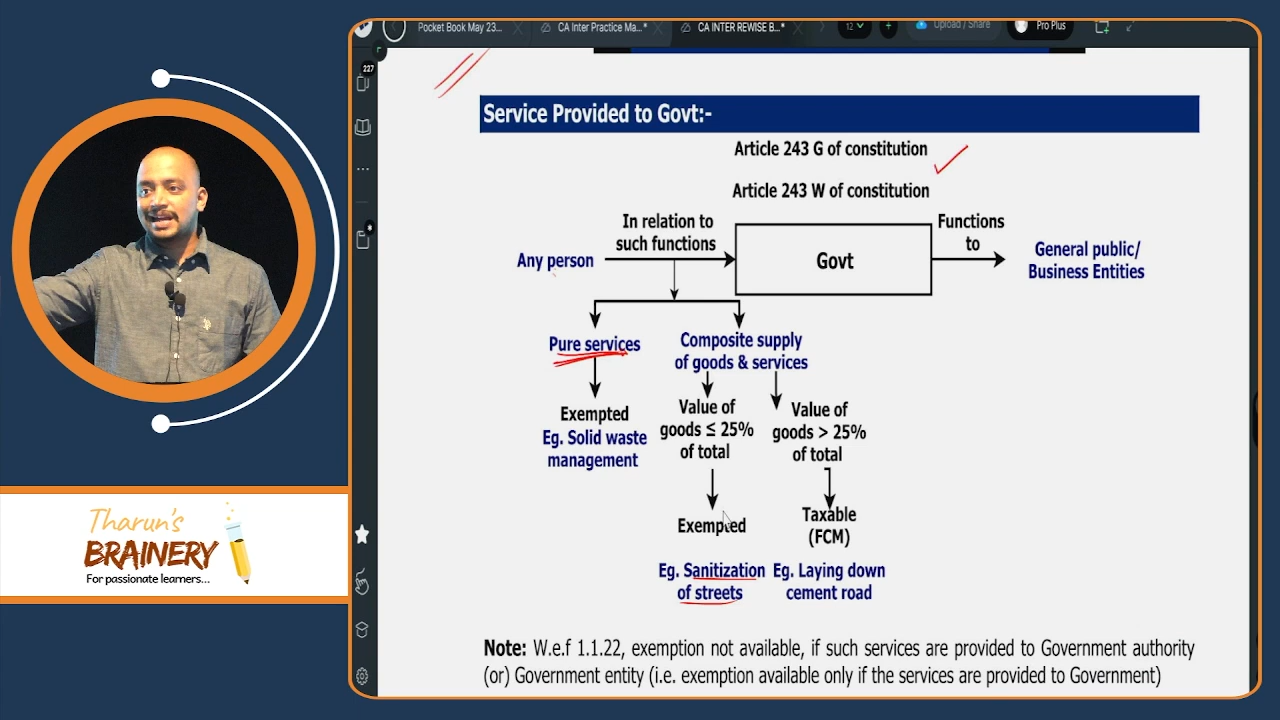 Pocket Book May 23...
CA Inter Practice Ma...*
CA INTER REWISE B...*
12
Upload / Share
Pro Plus
227
Service Provided to Govt:-
Article 243 G of constitution
Article 243 W of constitution
In relation to
such functions
Functions
to
Any person
Govt
General public/
Business Entities
Pure services
Composite supply
of goods & services
Exempted
Eg. Solid waste
management
Value of
goods ≤ 25%
of total
Value of
goods > 25%
of total
Exempted
Taxable
(FCM)
Eg. Sanitization
of streets
Eg. Laying down
cement road
Note: W.e.f 1.1.22, exemption not available, if such services are provided to Government authority
(or) Government entity (i.e. exemption available only if the services are provided to Government)
Tharun's
BRAINERY
For passionate learners...